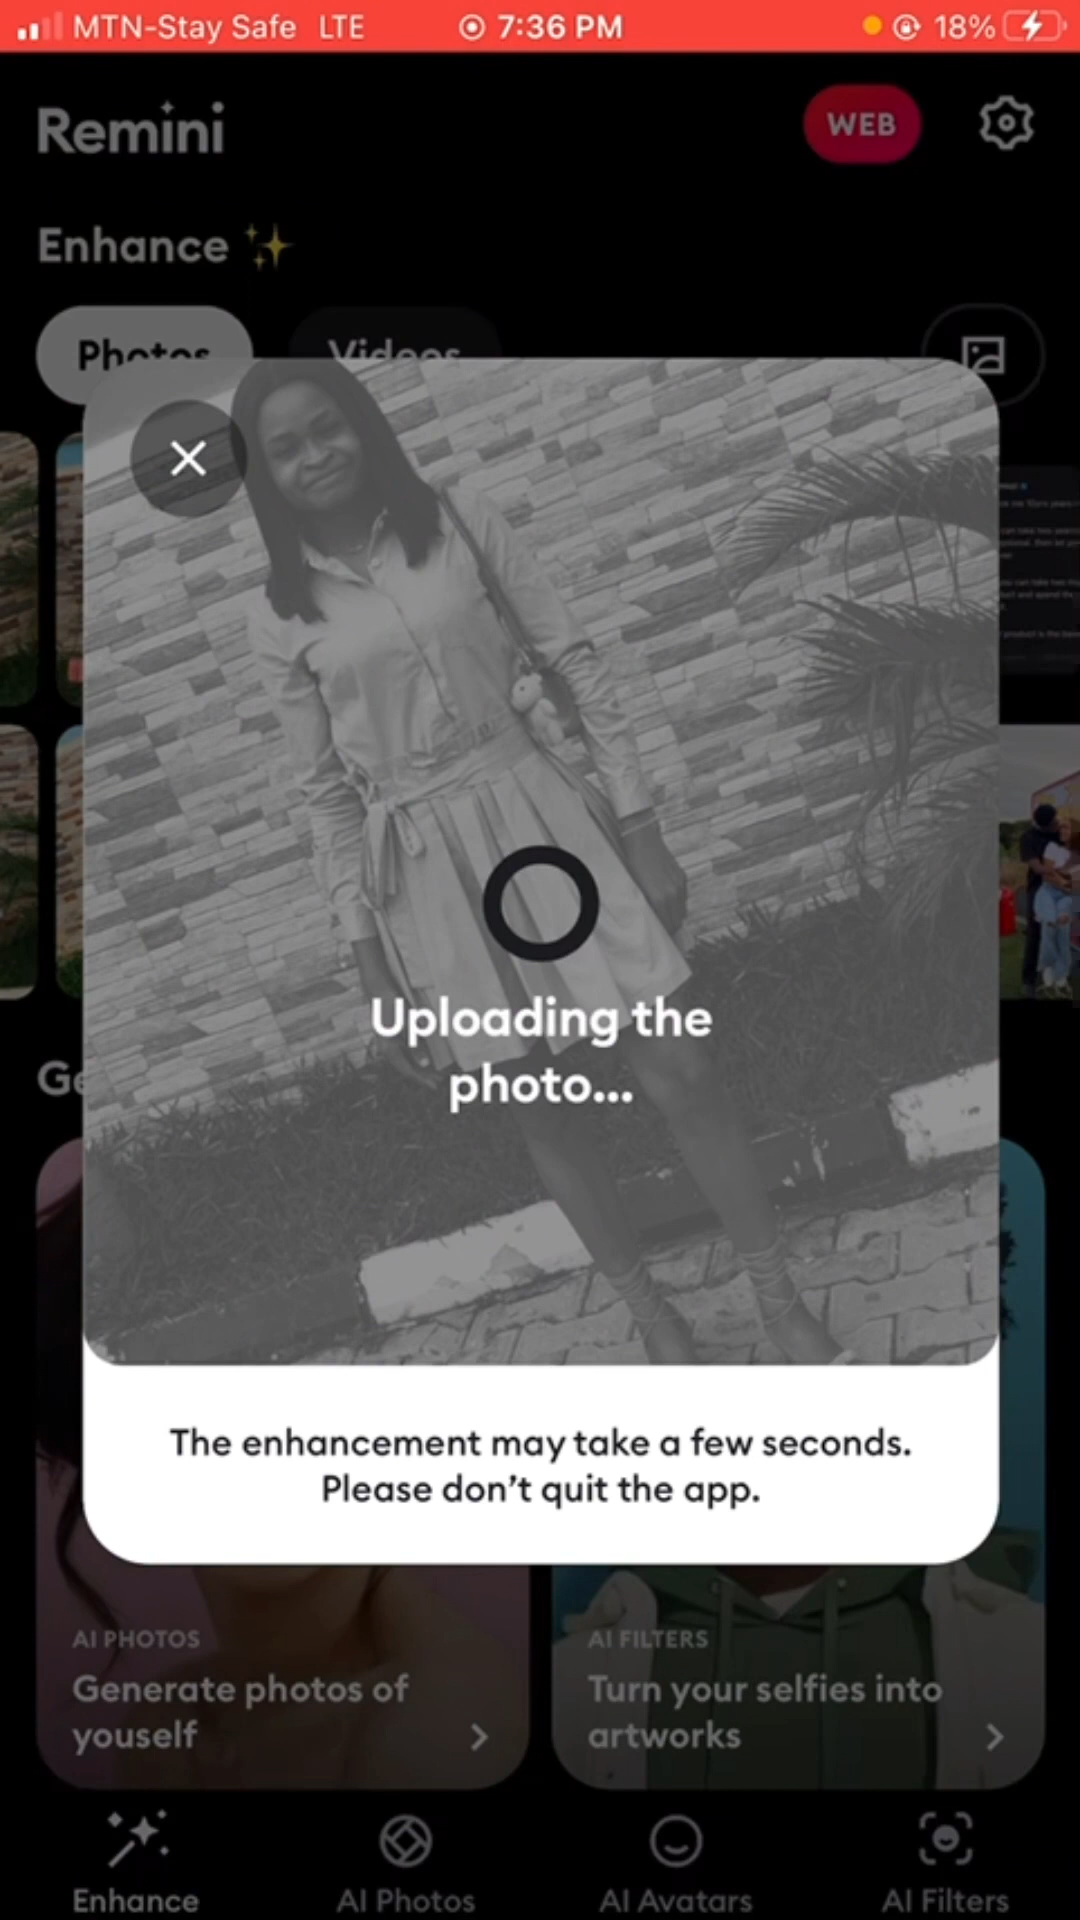 MTN-Stay Safe LTE 7:36 PM 18%
Remini WEB
Enhance
Photos Videos
Uploading the
photo...
The enhancement may take a few seconds.
Please don't quit the app.
AI PHOTOS
Generate photos of
youself
AI FILTERS
Turn your selfies into
artworks
Enhance AI Photos AI Avatars AI Filters